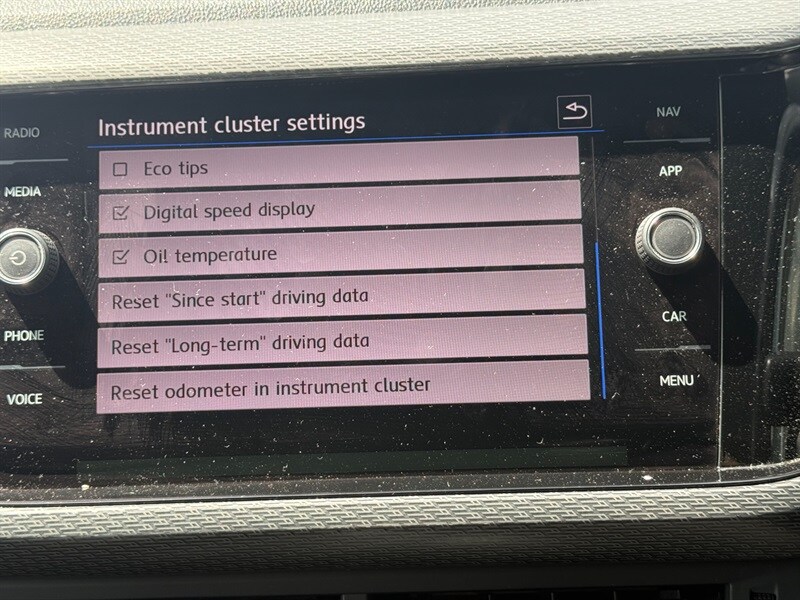 Instrument cluster settings
Eco tips
Digital speed display
Oil temperature
Reset "Since start" driving data
Reset "Long-term" driving data
Reset odometer in instrument cluster
RADIO
MEDIA
PHONE
VOICE
NAV
APP
CAR
MENU